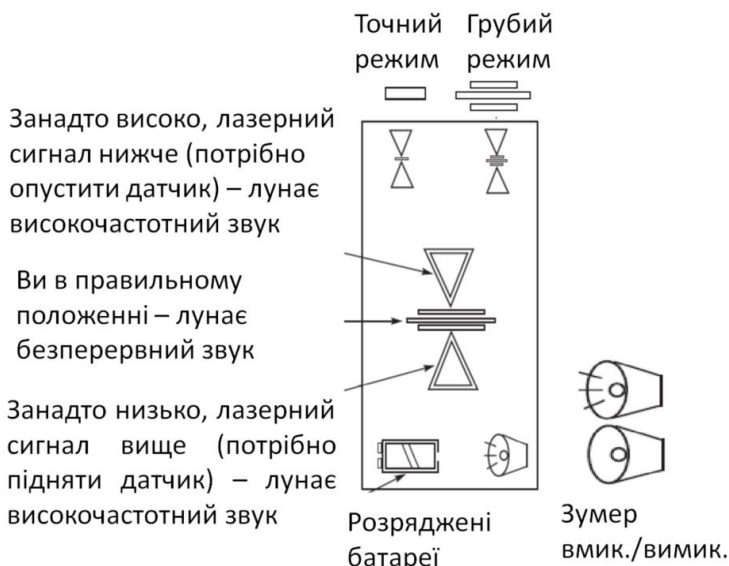 Точний
режим
Грубий
режим
Занадто високо, лазерний
сигнал нижче (потрібно
опустити датчик) – лунає
високочастотний звук
Ви в правильному
положенні – лунає
безперервний звук
Занадто низько, лазерний
сигнал вище (потрібно
підняти датчик) – лунає
високочастотний звук
Розряджені
батареї
Зумер
вмик./вимик.